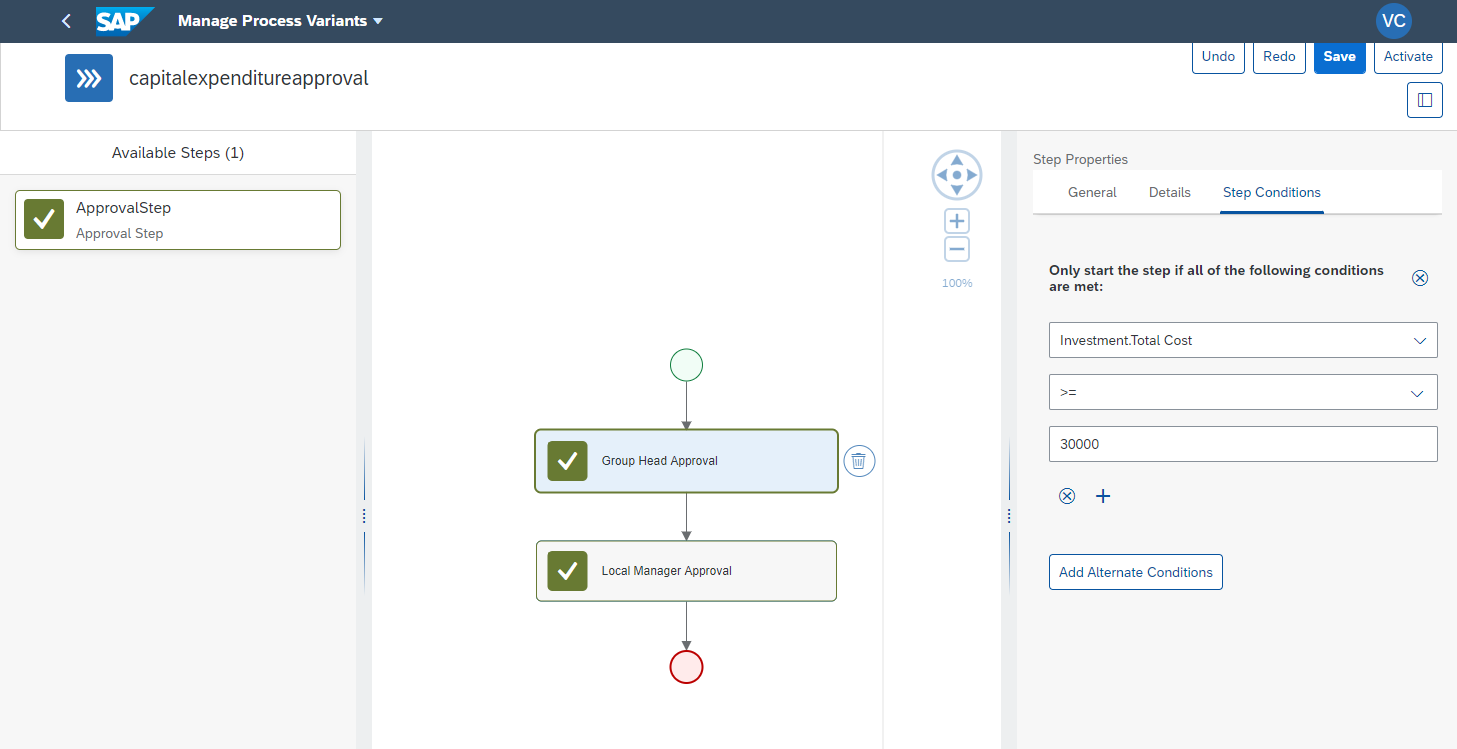 SAP Manage Process Variants
VC
capitalexpenditureapproval
Undo Redo Save Activate
Available Steps (1)
ApprovalStep
Approval Step
100%
Group Head Approval
Local Manager Approval
Step Properties
General Details Step Conditions
Only start the step if all of the following conditions
are met:
Investment.Total Cost
>=
30000
Add Alternate Conditions